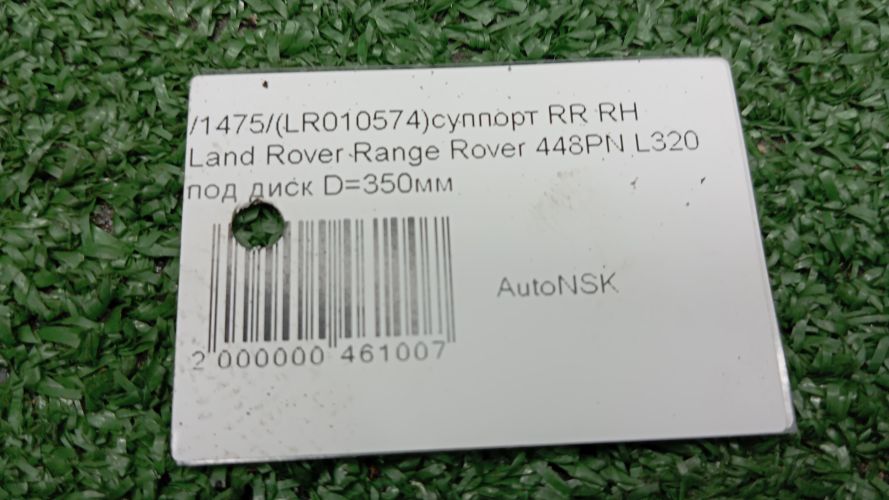 /1475/(LR010574)суппорт RR RH
Land Rover Range Rover 448PN L320
под диск D=350мм
AutoNSK
2 000000 461007